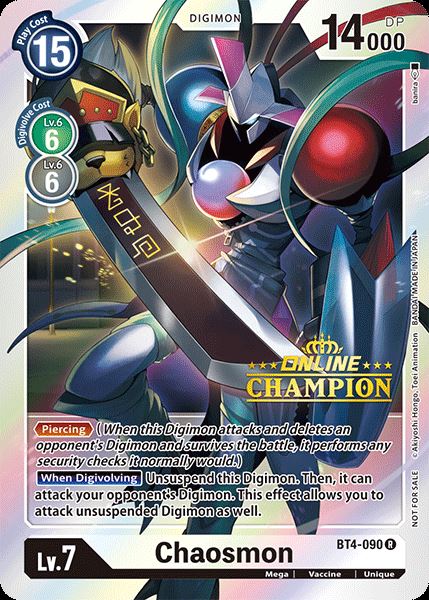 Play Cost
15
DIGIMON
DP
14000
Digivolve Cost
Lv.6
6
Lv.6
6
banira
© Akiyoshi Hongo, Toei Animation BANDAI MADE IN JAPAN
NOT FOR SALE
ONLINE
CHAMPION
Piercing (When this Digimon attacks and deletes an
opponent's Digimon and survives the battle, it performs any
security checks it normally would.)
When Digivolving Unsuspend this Digimon. Then, it can
attack your opponent's Digimon. This effect allows you to
attack unsuspended Digimon as well.
Lv.7
Chaosmon
BT4-090 R
Mega | Vaccine | Unique